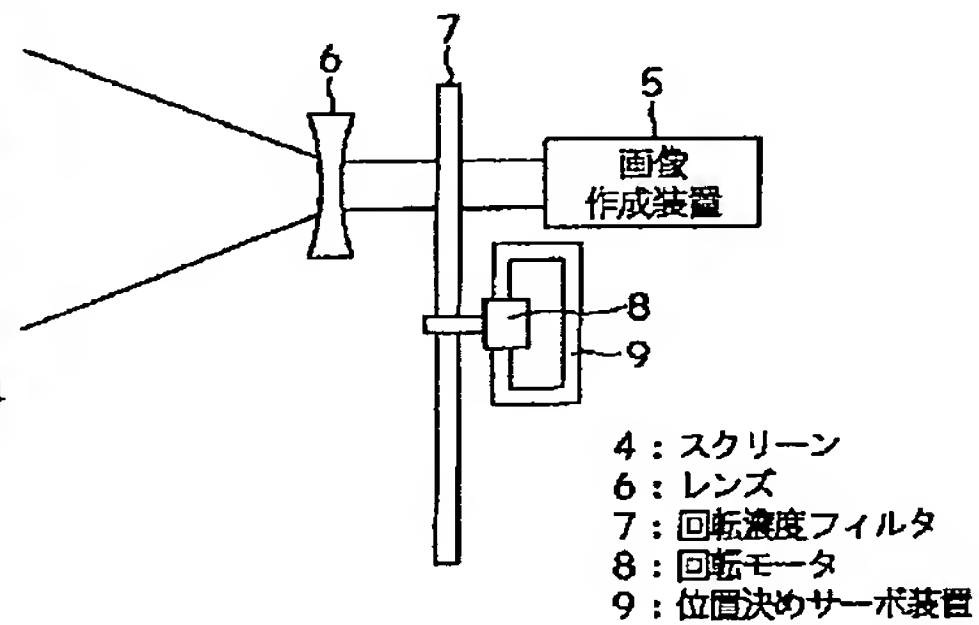 7
6
5
画像
作成装置
8
9
4：スクリーン
6：レンズ
7：回転濃度フィルタ
8：回転モータ
9：位置決めサーボ装置